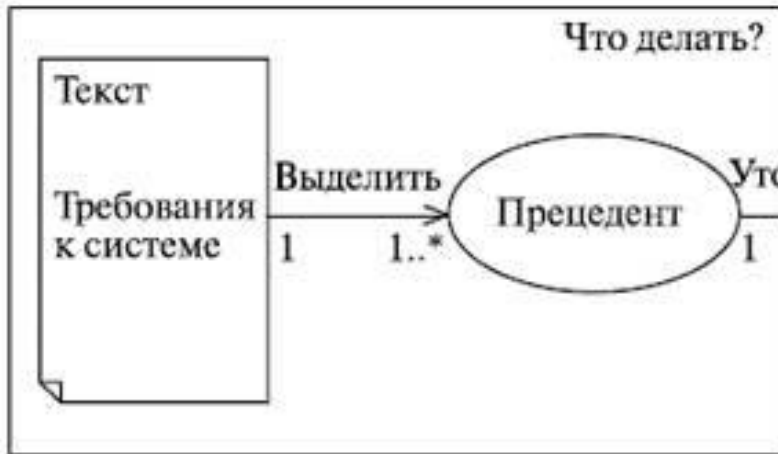 Что делать?
Текст
Требования
к системе
Выделить
1
1..*
Прецедент
1